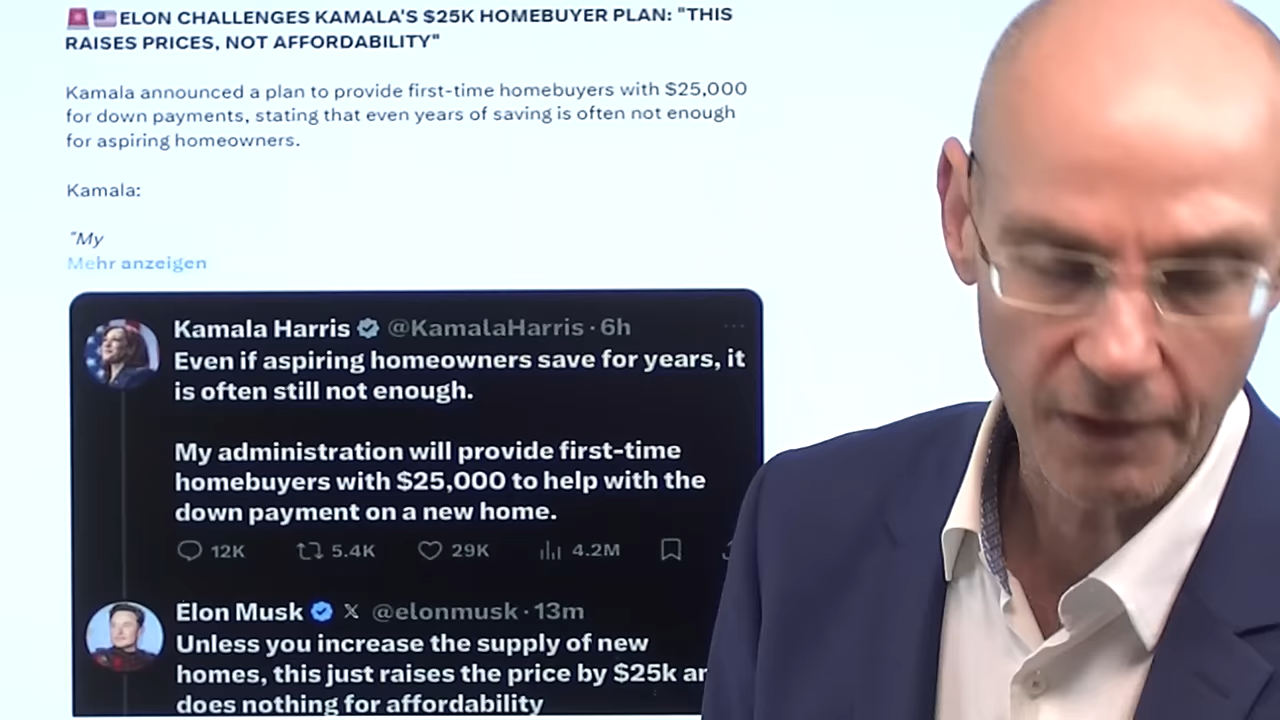 ELON CHALLENGES KAMALA'S $25K HOMEBUYER PLAN: "THIS
RAISES PRICES, NOT AFFORDABILITY"
Kamala announced a plan to provide first-time homebuyers with $25,000
for down payments, stating that even years of saving is often not enough
for aspiring homeowners.
Kamala:
"My
Mehr anzeigen
Kamala Harris @KamalaHarris · 6h
Even if aspiring homeowners save for years, it
is often still not enough.
My administration will provide first-time
homebuyers with $25,000 to help with the
down payment on a new home.
12K 5.4K 29K 4.2M
Elon Musk X @elonmusk · 13m
Unless you increase the supply of new
homes, this just raises the price by $25k
does nothing for affordability